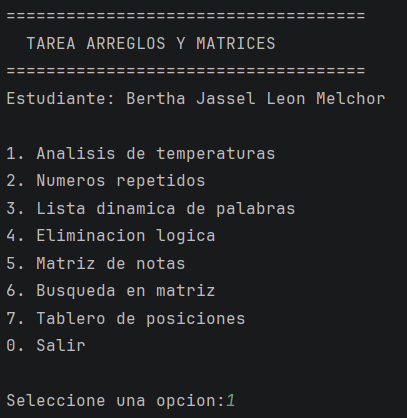 ====================================
TAREA ARREGLOS Y MATRICES
====================================
Estudiante: Bertha Jassel Leon Melchor
1. Analisis de temperaturas
2. Numeros repetidos
3. Lista dinamica de palabras
4. Eliminacion logica
5. Matriz de notas
6. Busqueda en matriz
7. Tablero de posiciones
0. Salir
Seleccione una opcion:1